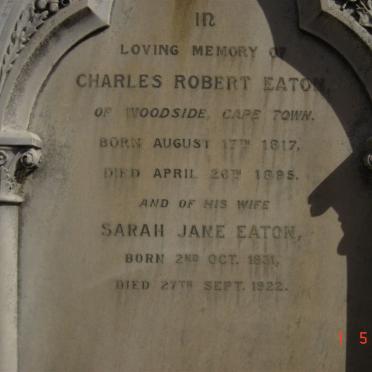 IN
LOVING MEMORY OF
CHARLES ROBERT EATON,
OF WOODSIDE, CAPE TOWN.
BORN AUGUST 17TH 1817,
DIED APRIL 26TH 1895.
AND OF HIS WIFE
SARAH JANE EATON,
BORN 2ND OCT. 1831,
DIED 27TH SEPT. 1922.
1 5